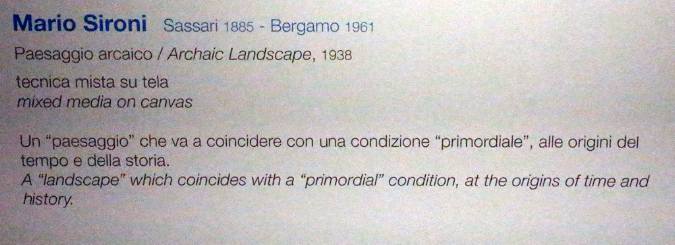 Mario Sironi Sassari 1885 - Bergamo 1961
Paesaggio arcaico / Archaic Landscape, 1938
tecnica mista su tela
mixed media on canvas
Un “paesaggio” che va a coincidere con una condizione “primordiale”, alle origini del
tempo e della storia.
A “landscape” which coincides with a “primordial” condition, at the origins of time and
history.